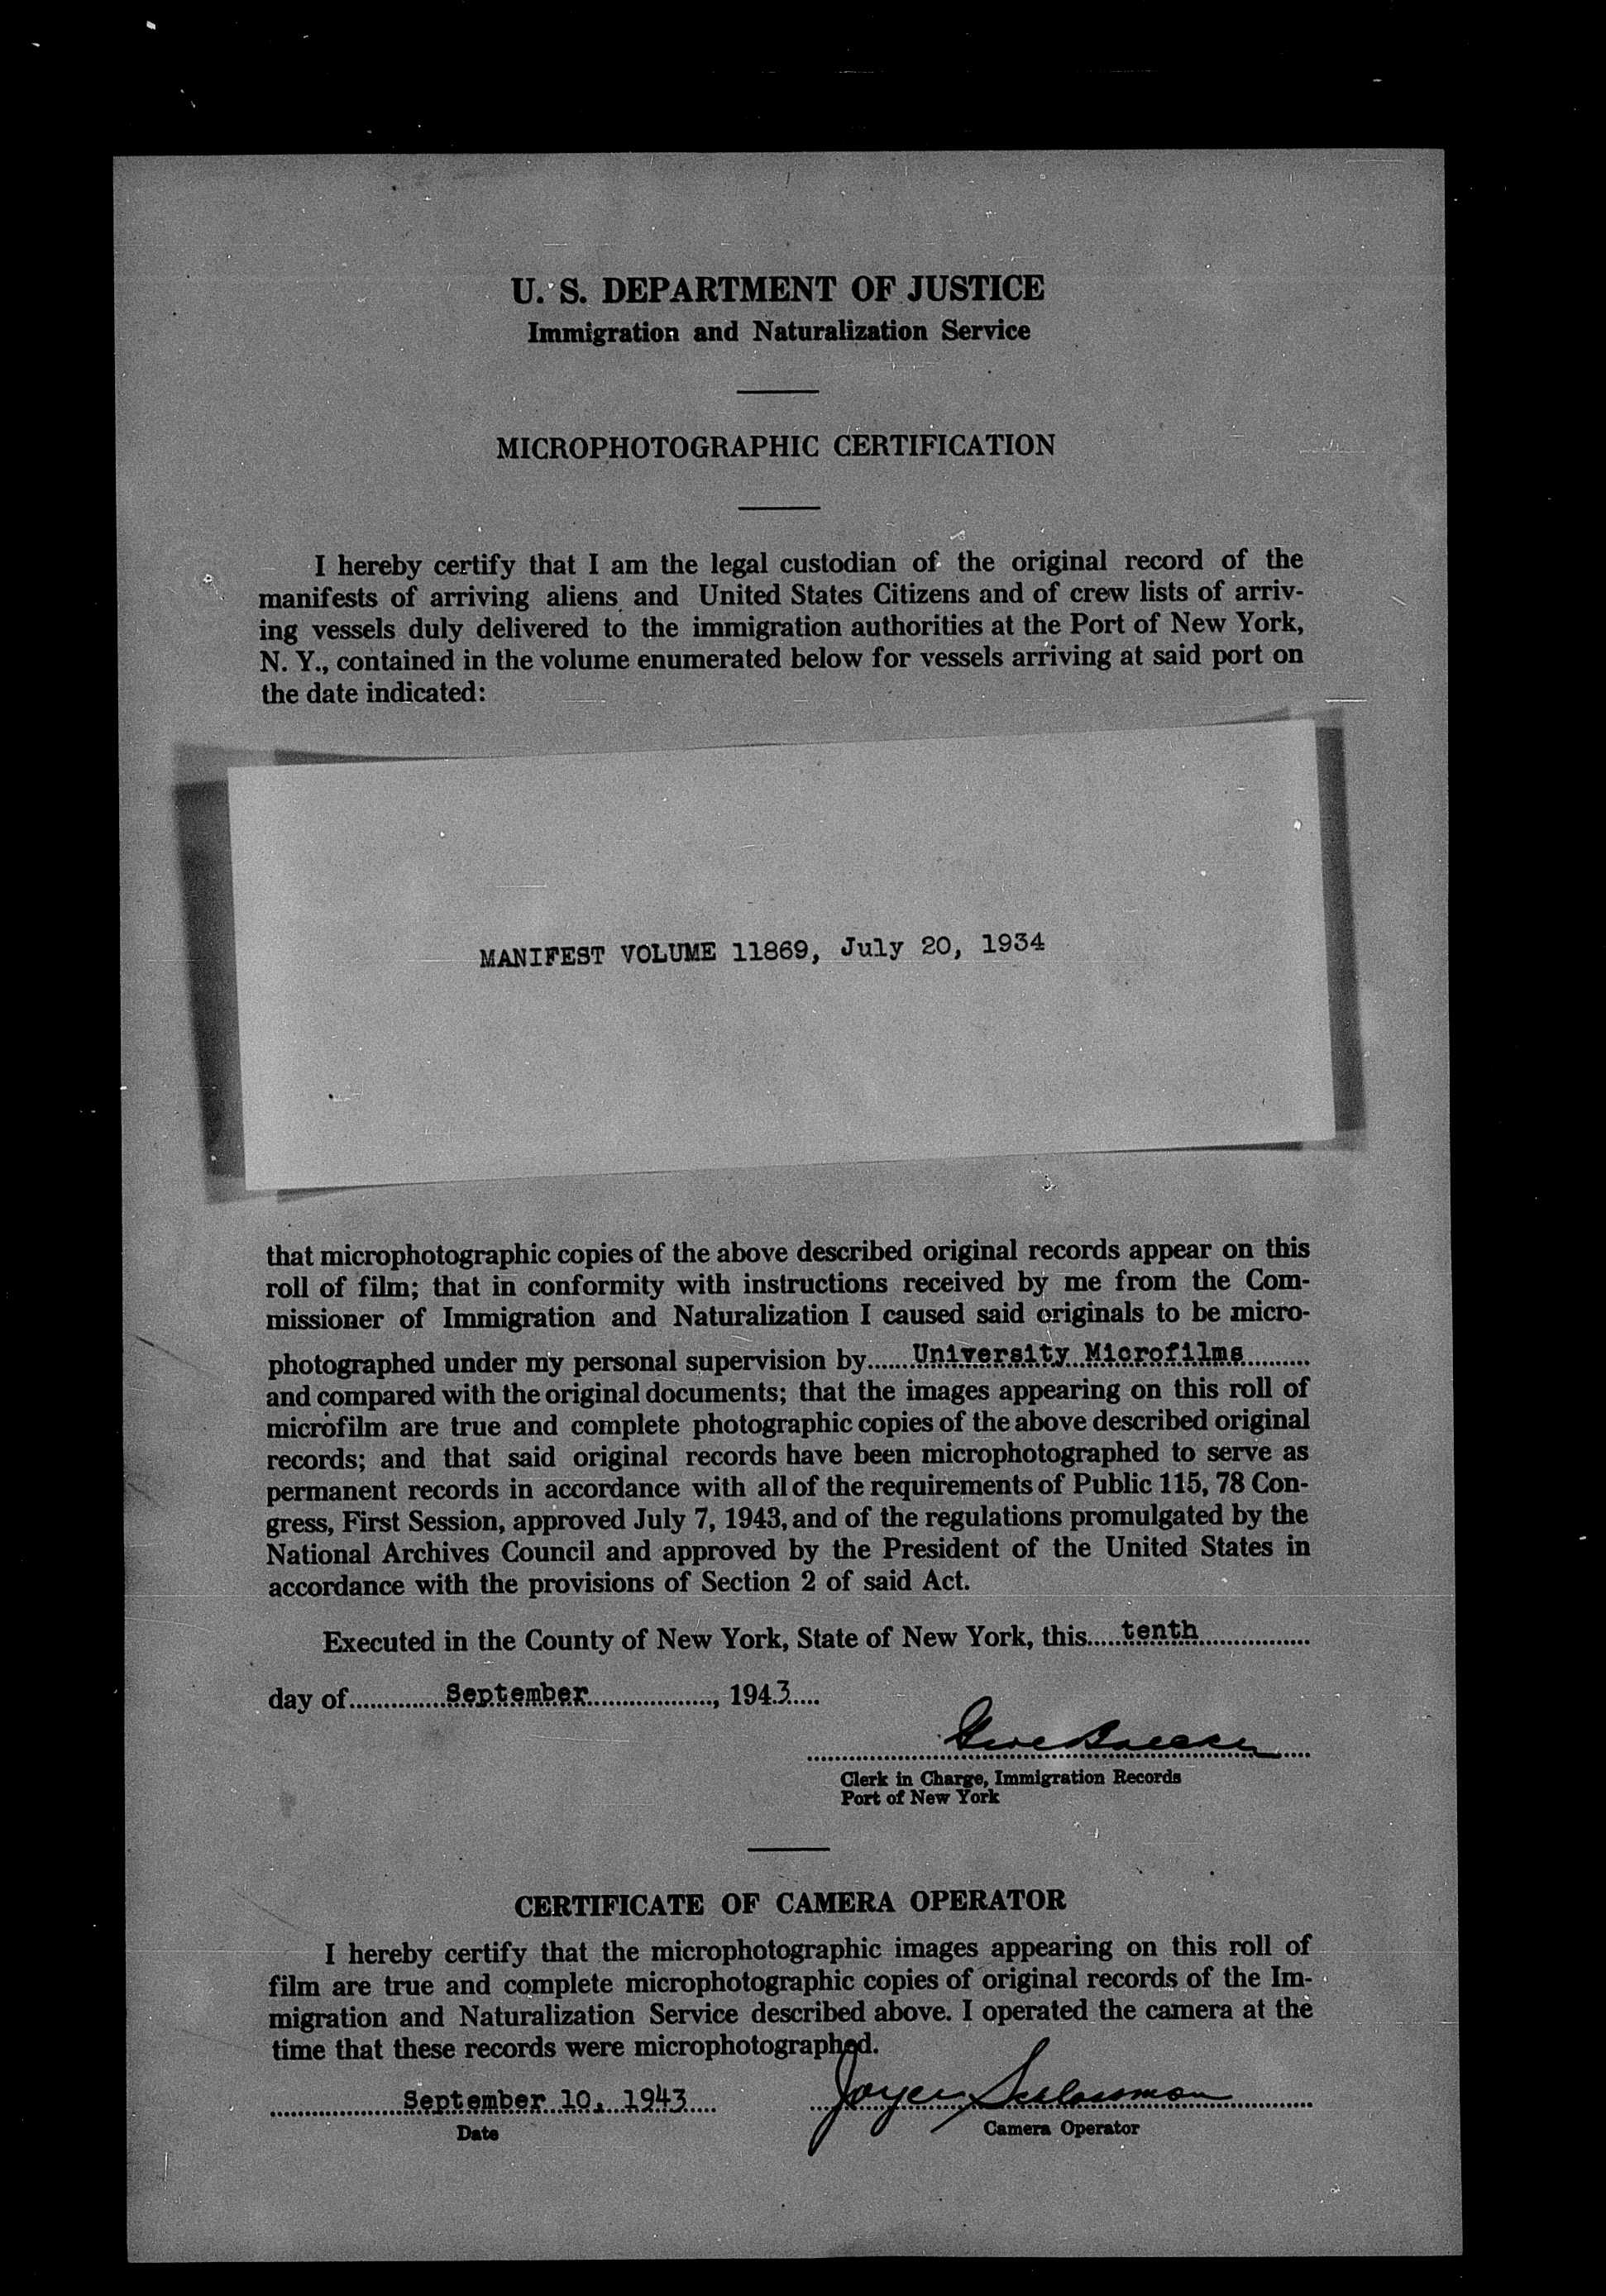 U. S. DEPARTMENT OF JUSTICE
Immigration and Naturalization Service
MICROPHOTOGRAPHIC CERTIFICATION
I hereby certify that I am the legal custodian of the original record of the
manifests of arriving aliens and United States Citizens and of crew lists of arriv-
ing vessels duly delivered to the immigration authorities at the Port of New York,
N. Y., contained in the volume enumerated below for vessels arriving at said port on
the date indicated:
MANIFEST VOLUME 11869, July 20, 1934
that microphotographic copies of the above described original records appear on this
roll of film; that in conformity with instructions received by me from the Com-
missioner of Immigration and Naturalization I caused said originals to be micro-
photographed under my personal supervision by......University Microfilms..........
and compared with the original documents; that the images appearing on this roll of
microfilm are true and complete photographic copies of the above described original
records; and that said original records have been microphotographed to serve as
permanent records in accordance with all of the requirements of Public 115, 78 Con-
gress, First Session, approved July 7, 1943, and of the regulations promulgated by the
National Archives Council and approved by the President of the United States in
accordance with the provisions of Section 2 of said Act.
Executed in the County of New York, State of New York, this.....tenth.................
day of..............September..................., 1943.....
Clerk in Charge, Immigration Records
Port of New York
CERTIFICATE OF CAMERA OPERATOR
I hereby certify that the microphotographic images appearing on this roll of
film are true and complete microphotographic copies of original records of the Im-
migration and Naturalization Service described above. I operated the camera at the
time that these records were microphotographed.
September 10, 1943
Date
Camera Operator